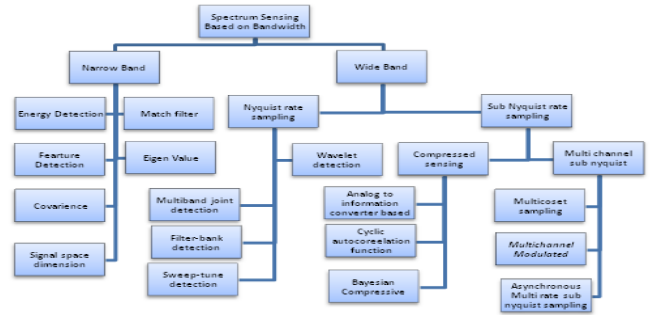 Spectrum Sensing
Based on Bandwidth
Narrow Band
Wide Band
Energy Detection
Match filter
Fearture
Detection
Eigen Value
Covarience
Signal space
dimension
Nyquist rate
sampling
Wavelet
detection
Multiband joint
detection
Filter-bank
detection
Sweep-tune
detection
Sub Nyquist rate
sampling
Compressed
sensing
Analog to
information
converter based
Cyclic
autocoreelation
function
Bayesian
Compressive
Multi channel
sub nyquist
Multicoset
sampling
Multichannel
Modulated
Asynchronous
Multi rate sub
nyquist sampling